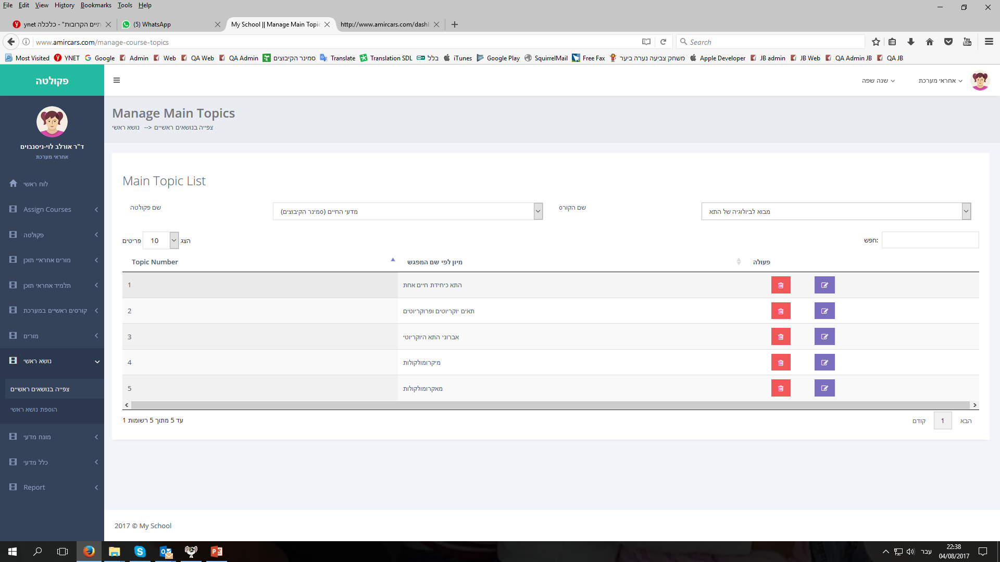 File Edit View History Bookmarks Tools Help
ynet תיים הקרובות" - כלכלה
(5) WhatsApp
My School || Manage Main Topic
http://www.amircars.com/dashb
www.amircars.com/manage-course-topics
Search
Most Visited YNET Google Admin Web QA Web QA Admin סמינר הקיבוצים Translate Translation SDL בלל iTunes Google Play SquirrelMail Free Fax משחק צביעה נערה ביער Apple Developer JB admin JB Web QA Admin JB QA JB
פקולטה
שנה שפה
אחראי מערכת
ד"ר אורלב לוי-ניסנבוים
אחראי מערכת
לוח ראשי
Assign Courses
פקולטה
מורים אחראיי תוכן
תלמיד אחראי תוכן
קורסים ראשיים במערכת
מורים
נושא ראשי
צפייה בנושאים ראשיים
הוספת נושא ראשי
מונח מדעי
כלל מדעי
Report
Manage Main Topics
נושא ראשי --> צפייה בנושאים ראשיים
Main Topic List
שם פקולטה
מדעי החיים (סמינר הקיבוצים)
שם הקורס
מבוא לביולוגיה של התא
פריטים 10 הצג
חפש:
Topic Number
מיון לפי שם המפגש
פעולה
1 התא כיחידת חיים אחת
2 תאים יוקריוטים ופרוקריוטים
3 אברוני התא היוקריוטי
4 מיקרומולקולות
5 מאקרומולקולות
1 עד 5 מתוך 5 רשומות
קודם 1 הבא
2017 © My School
עבר
22:38
04/08/2017